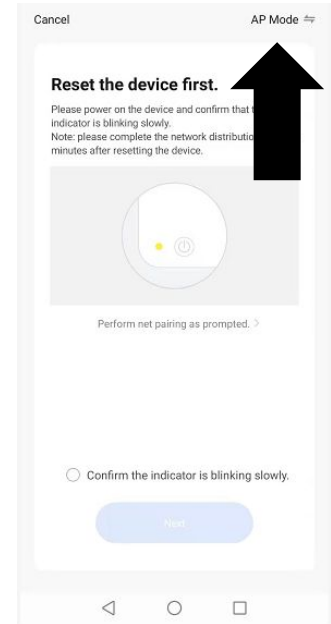 Cancel
AP Mode
Reset the device first.
Please power on the device and confirm that
indicator is blinking slowly.
Note: please complete the network
minutes after resetting the device.
Perform net pairing as prompted. >
Confirm the indicator is blinking slowly.
Next